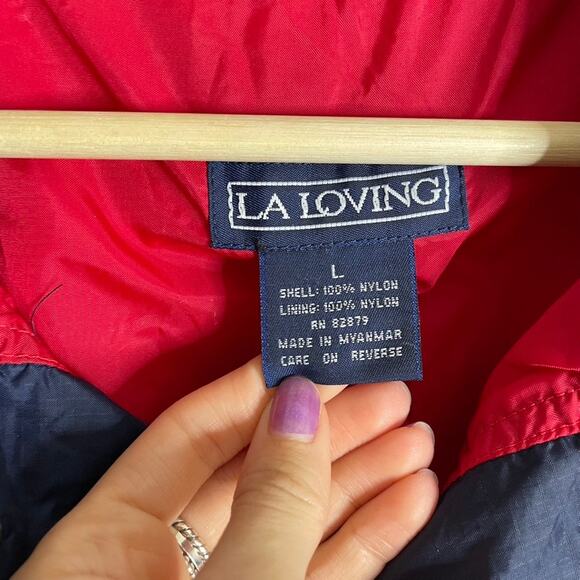 LA LOVING
L
SHELL: 100% NYLON
LINING: 100% NYLON
RN 82879
MADE IN MYANMAR
CARE ON REVERSE